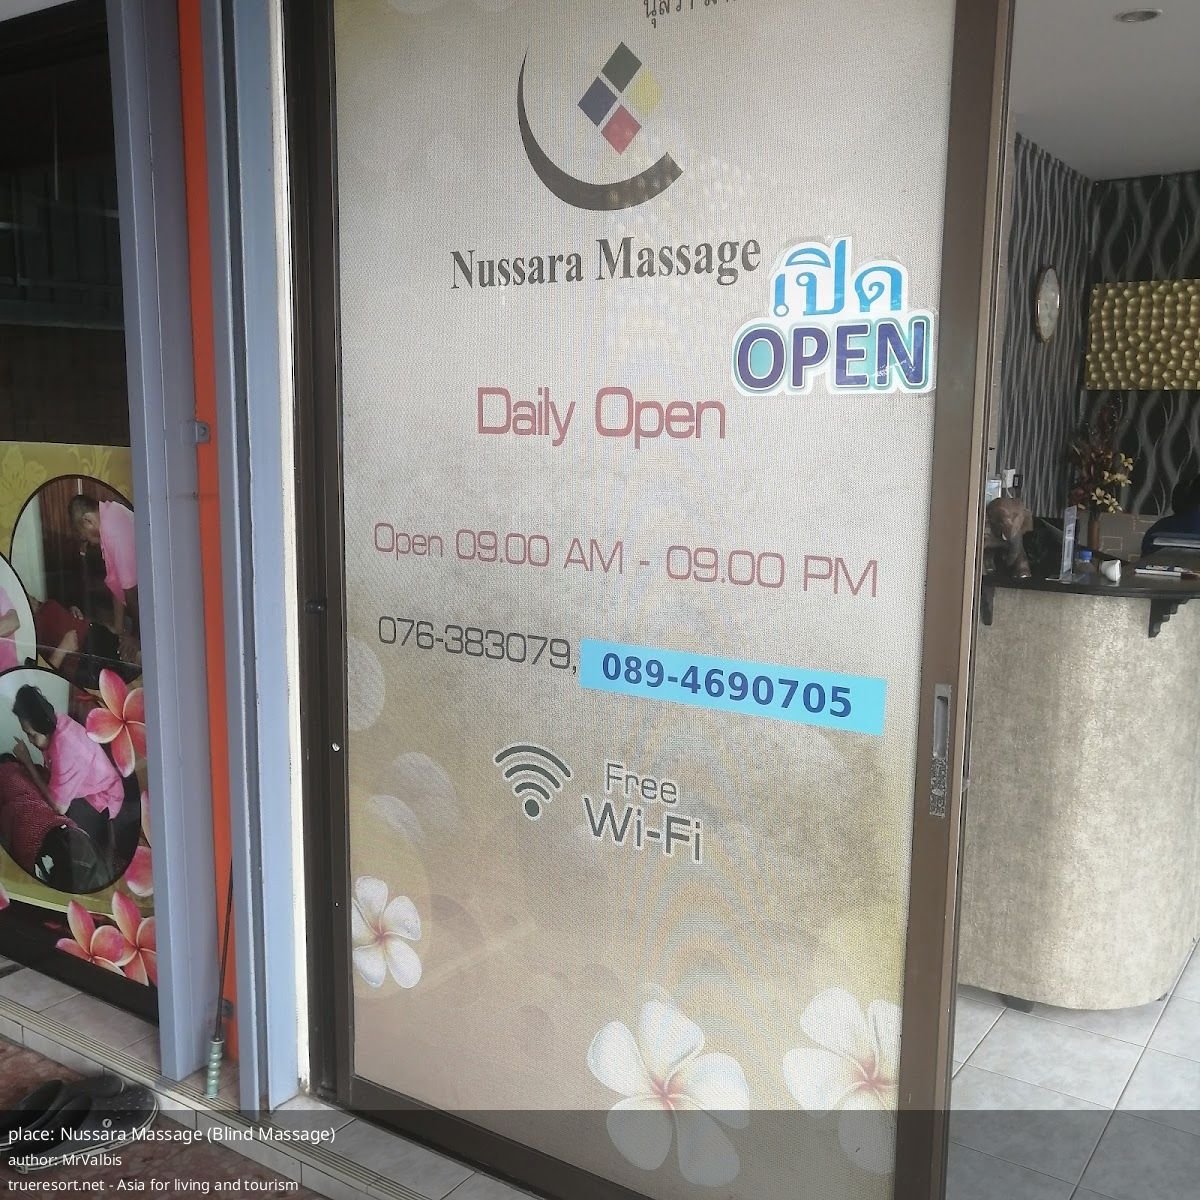 Nussara Massage
เปิด
OPEN
Daily Open
Open 09.00 AM - 09.00 PM
076-383079, 089-4690705
Free
Wi-Fi
place: Nussara Massage (Blind Massage)
author: MrValbis
trueresort.net - Asia for living and tourism